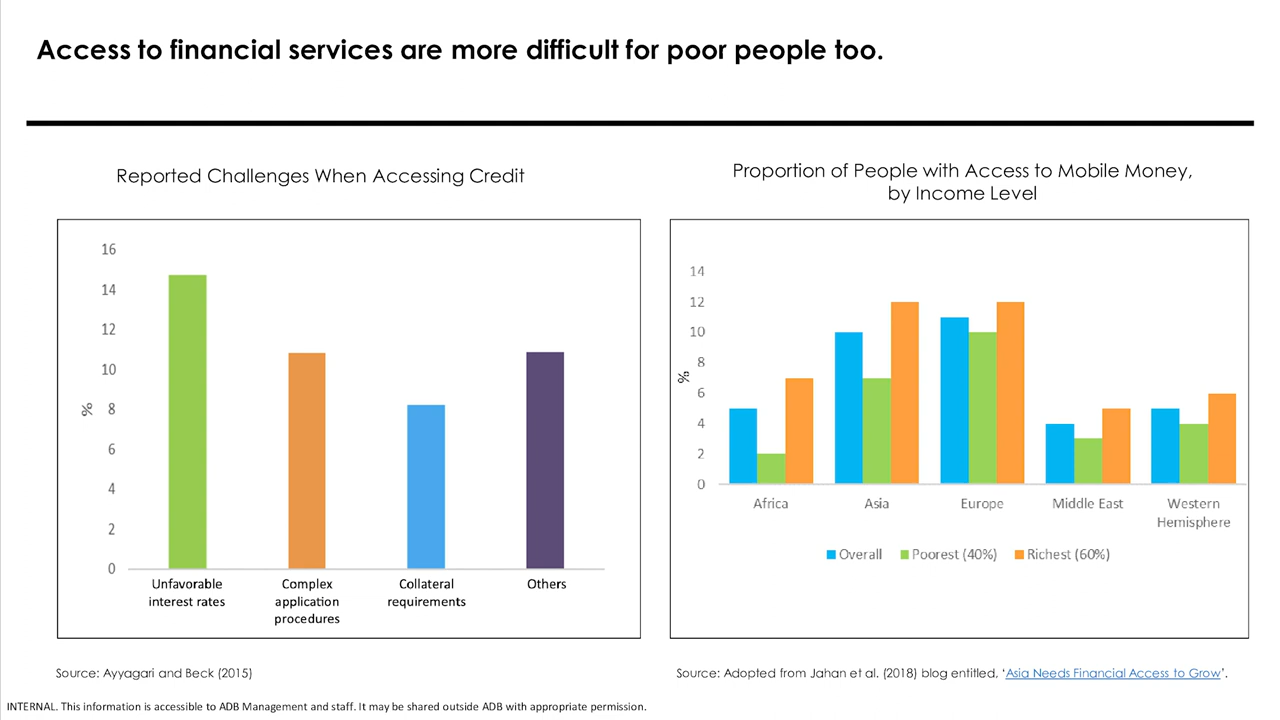 Access to financial services are more difficult for poor people too.
Reported Challenges When Accessing Credit
16
14
12
10
8
6
4
2
0
%
Unfavorable
interest rates
Complex
application
procedures
Collateral
requirements
Others
Source: Ayyagari and Beck (2015)
Proportion of People with Access to Mobile Money,
by Income Level
14
12
10
8
6
4
2
0
%
Africa
Asia
Europe
Middle East
Western
Hemisphere
Overall
Poorest (40%)
Richest (60%)
Source: Adopted from Jahan et al. (2018) blog entitled, ‘Asia Needs Financial Access to Grow’.
INTERNAL. This information is accessible to ADB Management and staff. It may be shared outside ADB with appropriate permission.